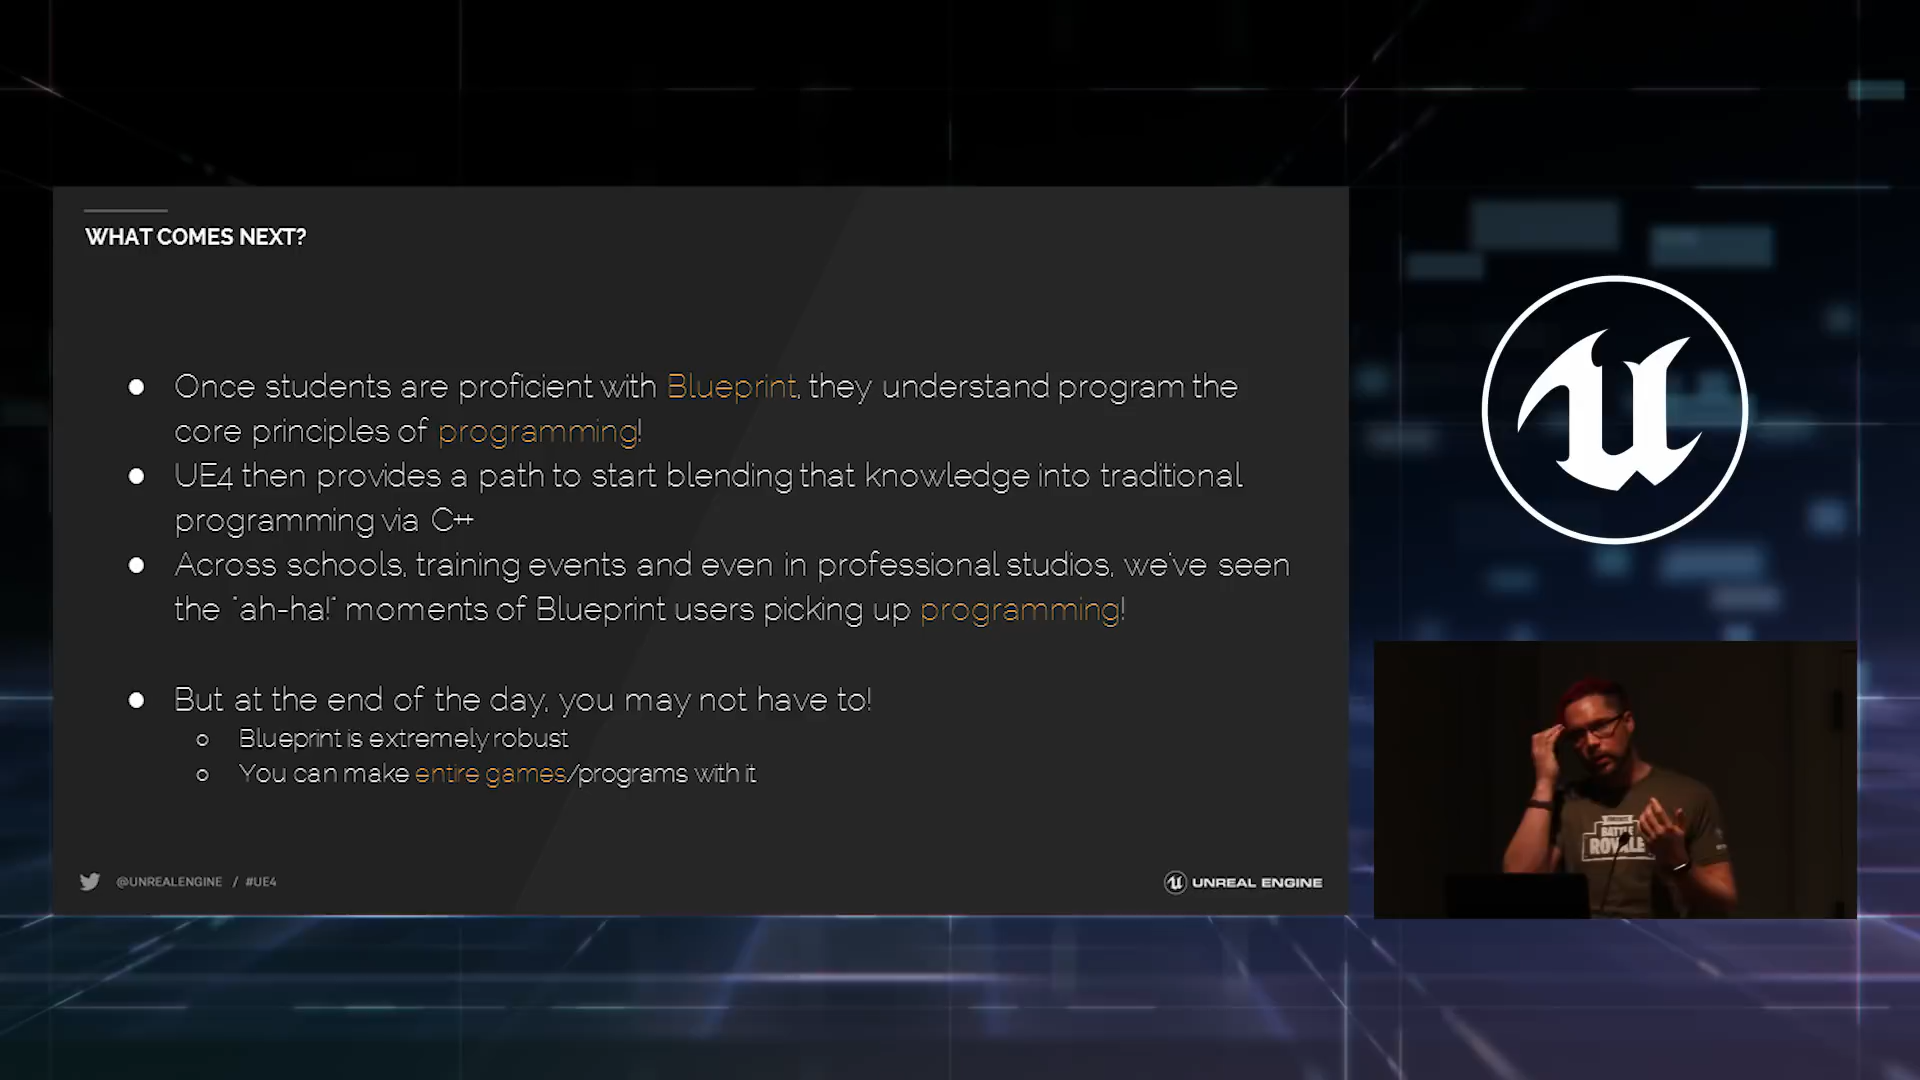 WHAT COMES NEXT?
● Once students are proficient with Blueprint, they understand program the
core principles of programming!
● UE4 then provides a path to start blending that knowledge into traditional
programming via C++
● Across schools, training events and even in professional studios, we've seen
the "ah-ha!" moments of Blueprint users picking up programming!
● But at the end of the day, you may not have to!
○ Blueprint is extremely robust
○ You can make entire games/programs with it
@UNREALENGINE / #UE4
UNREAL ENGINE
BATTLE
ROYALE